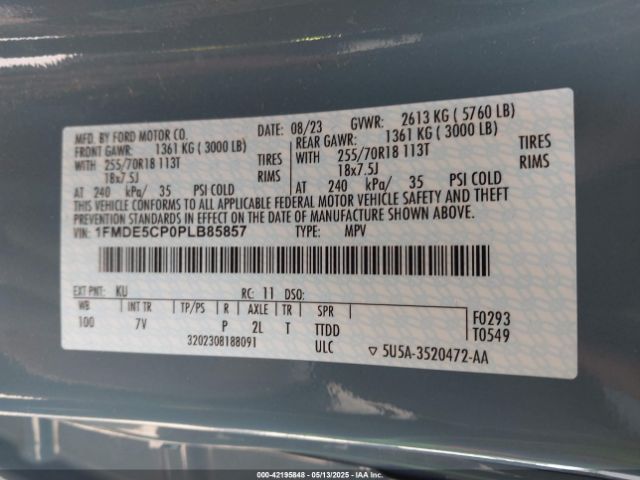 MFD. BY FORD MOTOR CO.
DATE: 08/23 GVWR: 2613 KG ( 5760 LB)
FRONT GAWR: 1361 KG ( 3000 LB)
REAR GAWR: 1361 KG ( 3000 LB)
WITH 255/70R18 113T TIRES
WITH 255/70R18 113T TIRES
18x7.5J RIMS
18x7.5J RIMS
AT 240 kPa/ 35 PSI COLD
AT 240 kPa/ 35 PSI COLD
THIS VEHICLE CONFORMS TO ALL APPLICABLE FEDERAL MOTOR VEHICLE SAFETY AND THEFT
PREVENTION STANDARDS IN EFFECT ON THE DATE OF MANUFACTURE SHOWN ABOVE.
VIN: 1FMDE5CP0PLB85857 TYPE: MPV
EXT PNT: KU RC: 11 DSO:
WB INT TR TP/PS R AXLE TR SPR
100 7V P 2L T TTDD
F0293
T0549
3202308188091 ULC ▽ 5U5A-3520472-AA
000-42195848 - 05/13/2025 - IAAI.COM